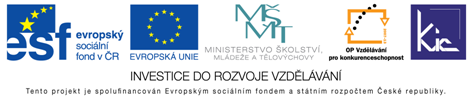 esf evropský sociální fond v ČR
EVROPSKÁ UNIE
MŠMT
MINISTERSTVO ŠKOLSTVÍ,
MLÁDEŽE A TĚLOVÝCHOVY
OP Vzdělávání
pro konkurenceschopnost
kic
INVESTICE DO ROZVOJE VZDĚLÁVÁNÍ
Tento projekt je spolufinancován Evropským sociálním fondem a státním rozpočtem České republiky.